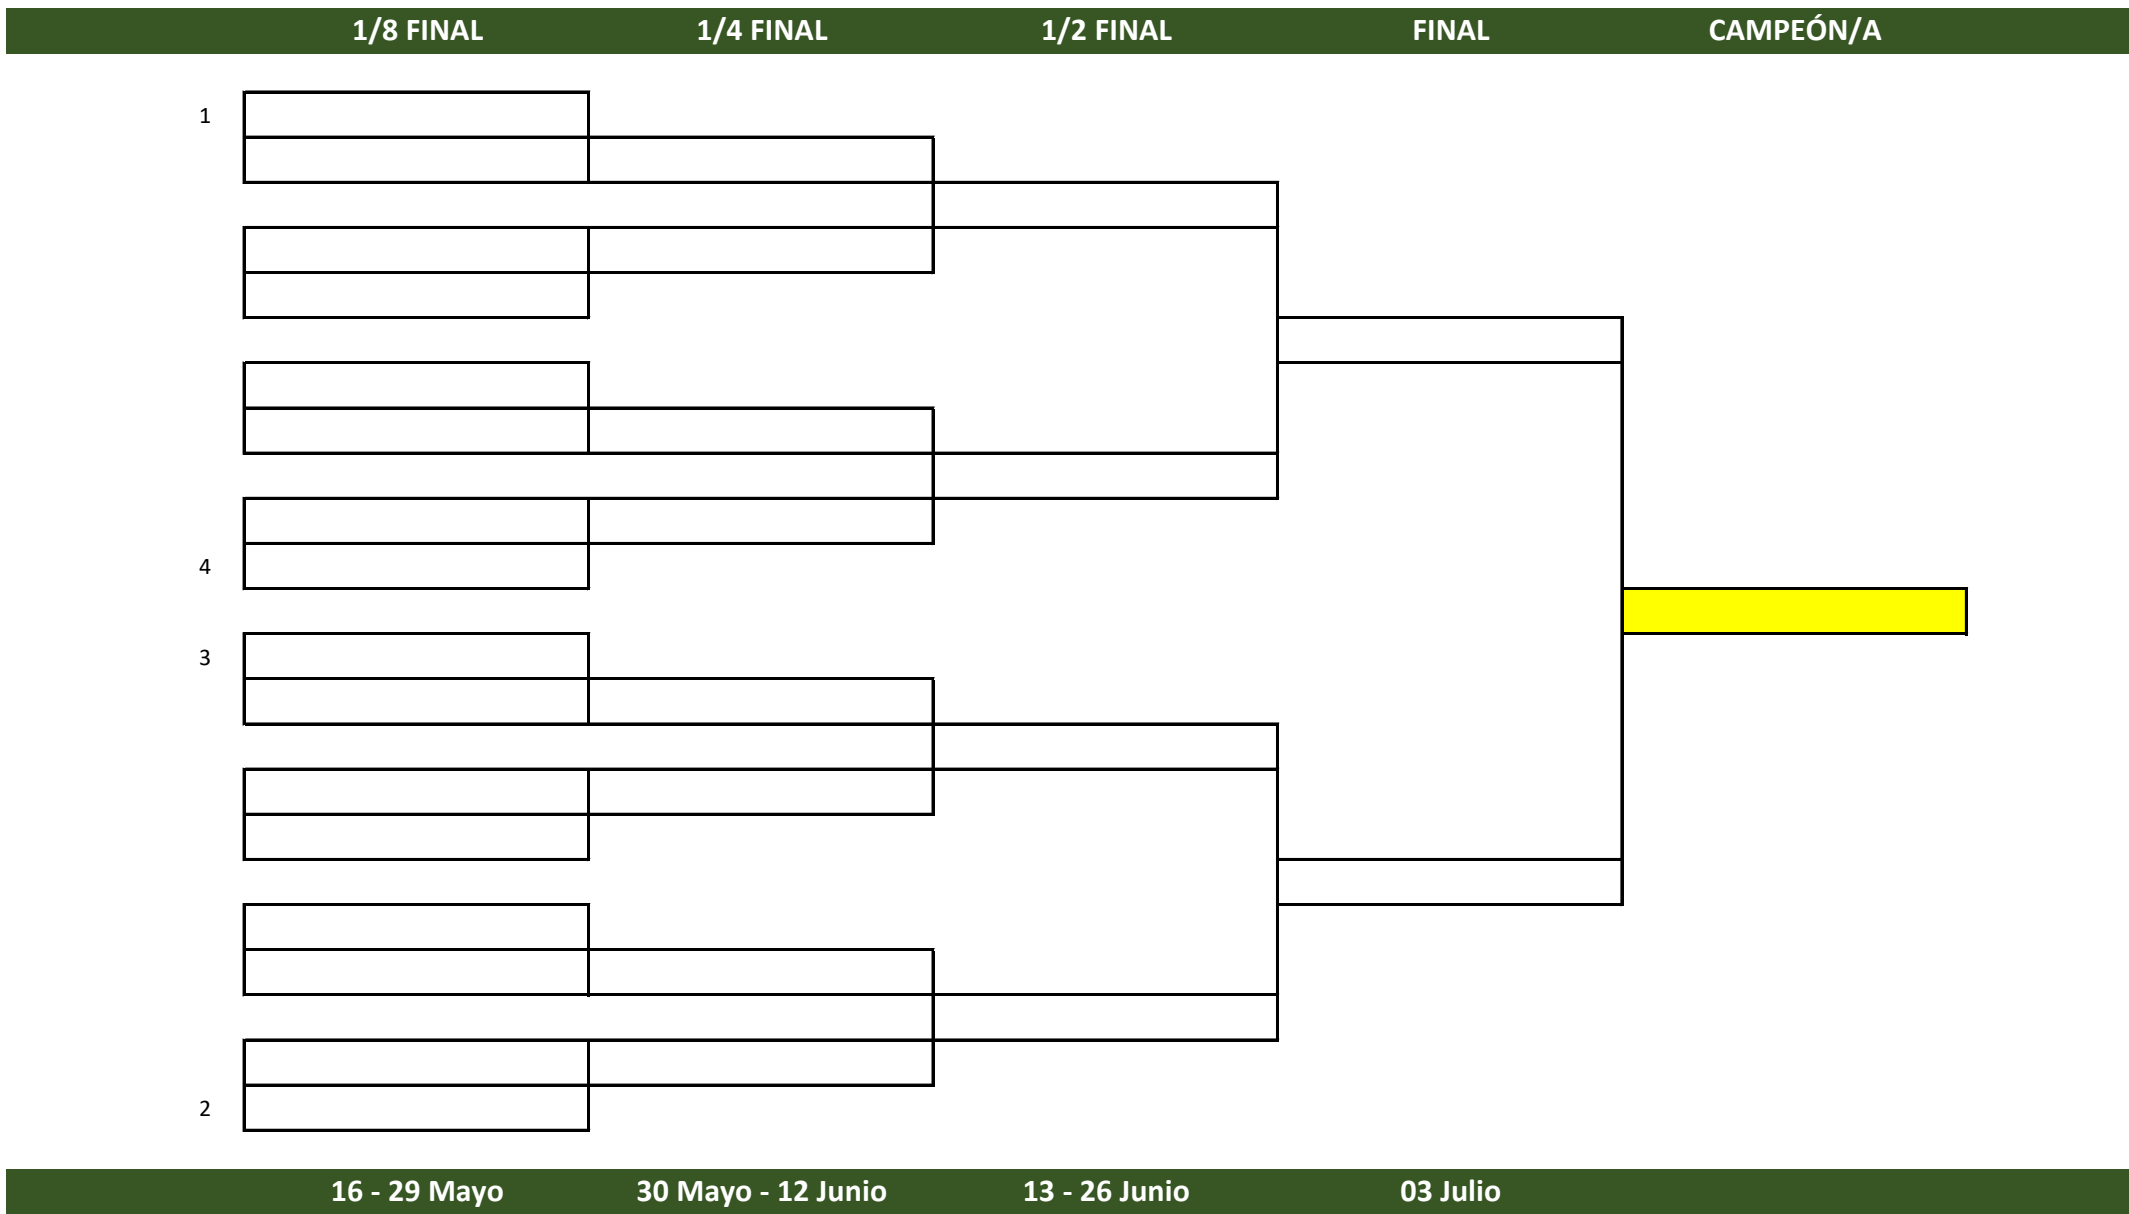 1/8 FINAL 1/4 FINAL 1/2 FINAL FINAL CAMPEÓN/A
1
4
3
2
16 - 29 Mayo 30 Mayo - 12 Junio 13 - 26 Junio 03 Julio